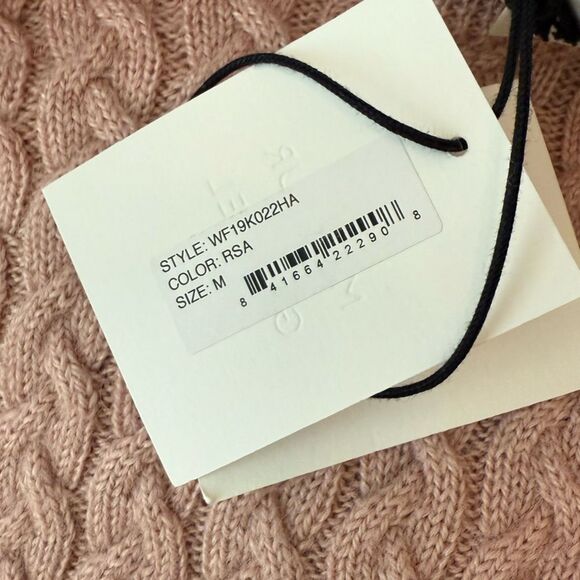 STYLE: WF19K022HA
COLOR: RSA
SIZE: M
8 41664 22290 8